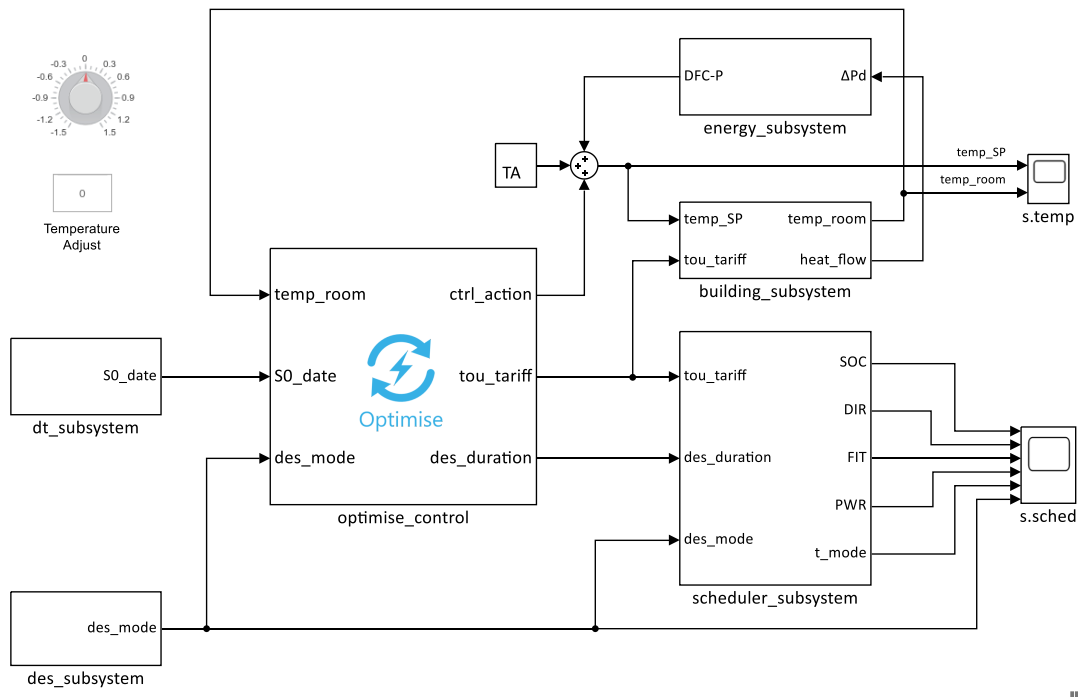 0
-0.3
0.3
-0.6
0.6
-0.9
0.9
-1.2
1.2
-1.5
1.5
0
Temperature
Adjust
DFC-P
ΔPd
energy_subsystem
TA
temp_SP
temp_room
s.temp
temp_SP
temp_room
tou_tariff
heat_flow
building_subsystem
temp_room
ctrl_action
S0_date
tou_tariff
Optimise
des_mode
des_duration
optimise_control
S0_date
dt_subsystem
tou_tariff
SOC
DIR
des_duration
FIT
PWR
des_mode
t_mode
scheduler_subsystem
s.sched
des_mode
des_subsystem